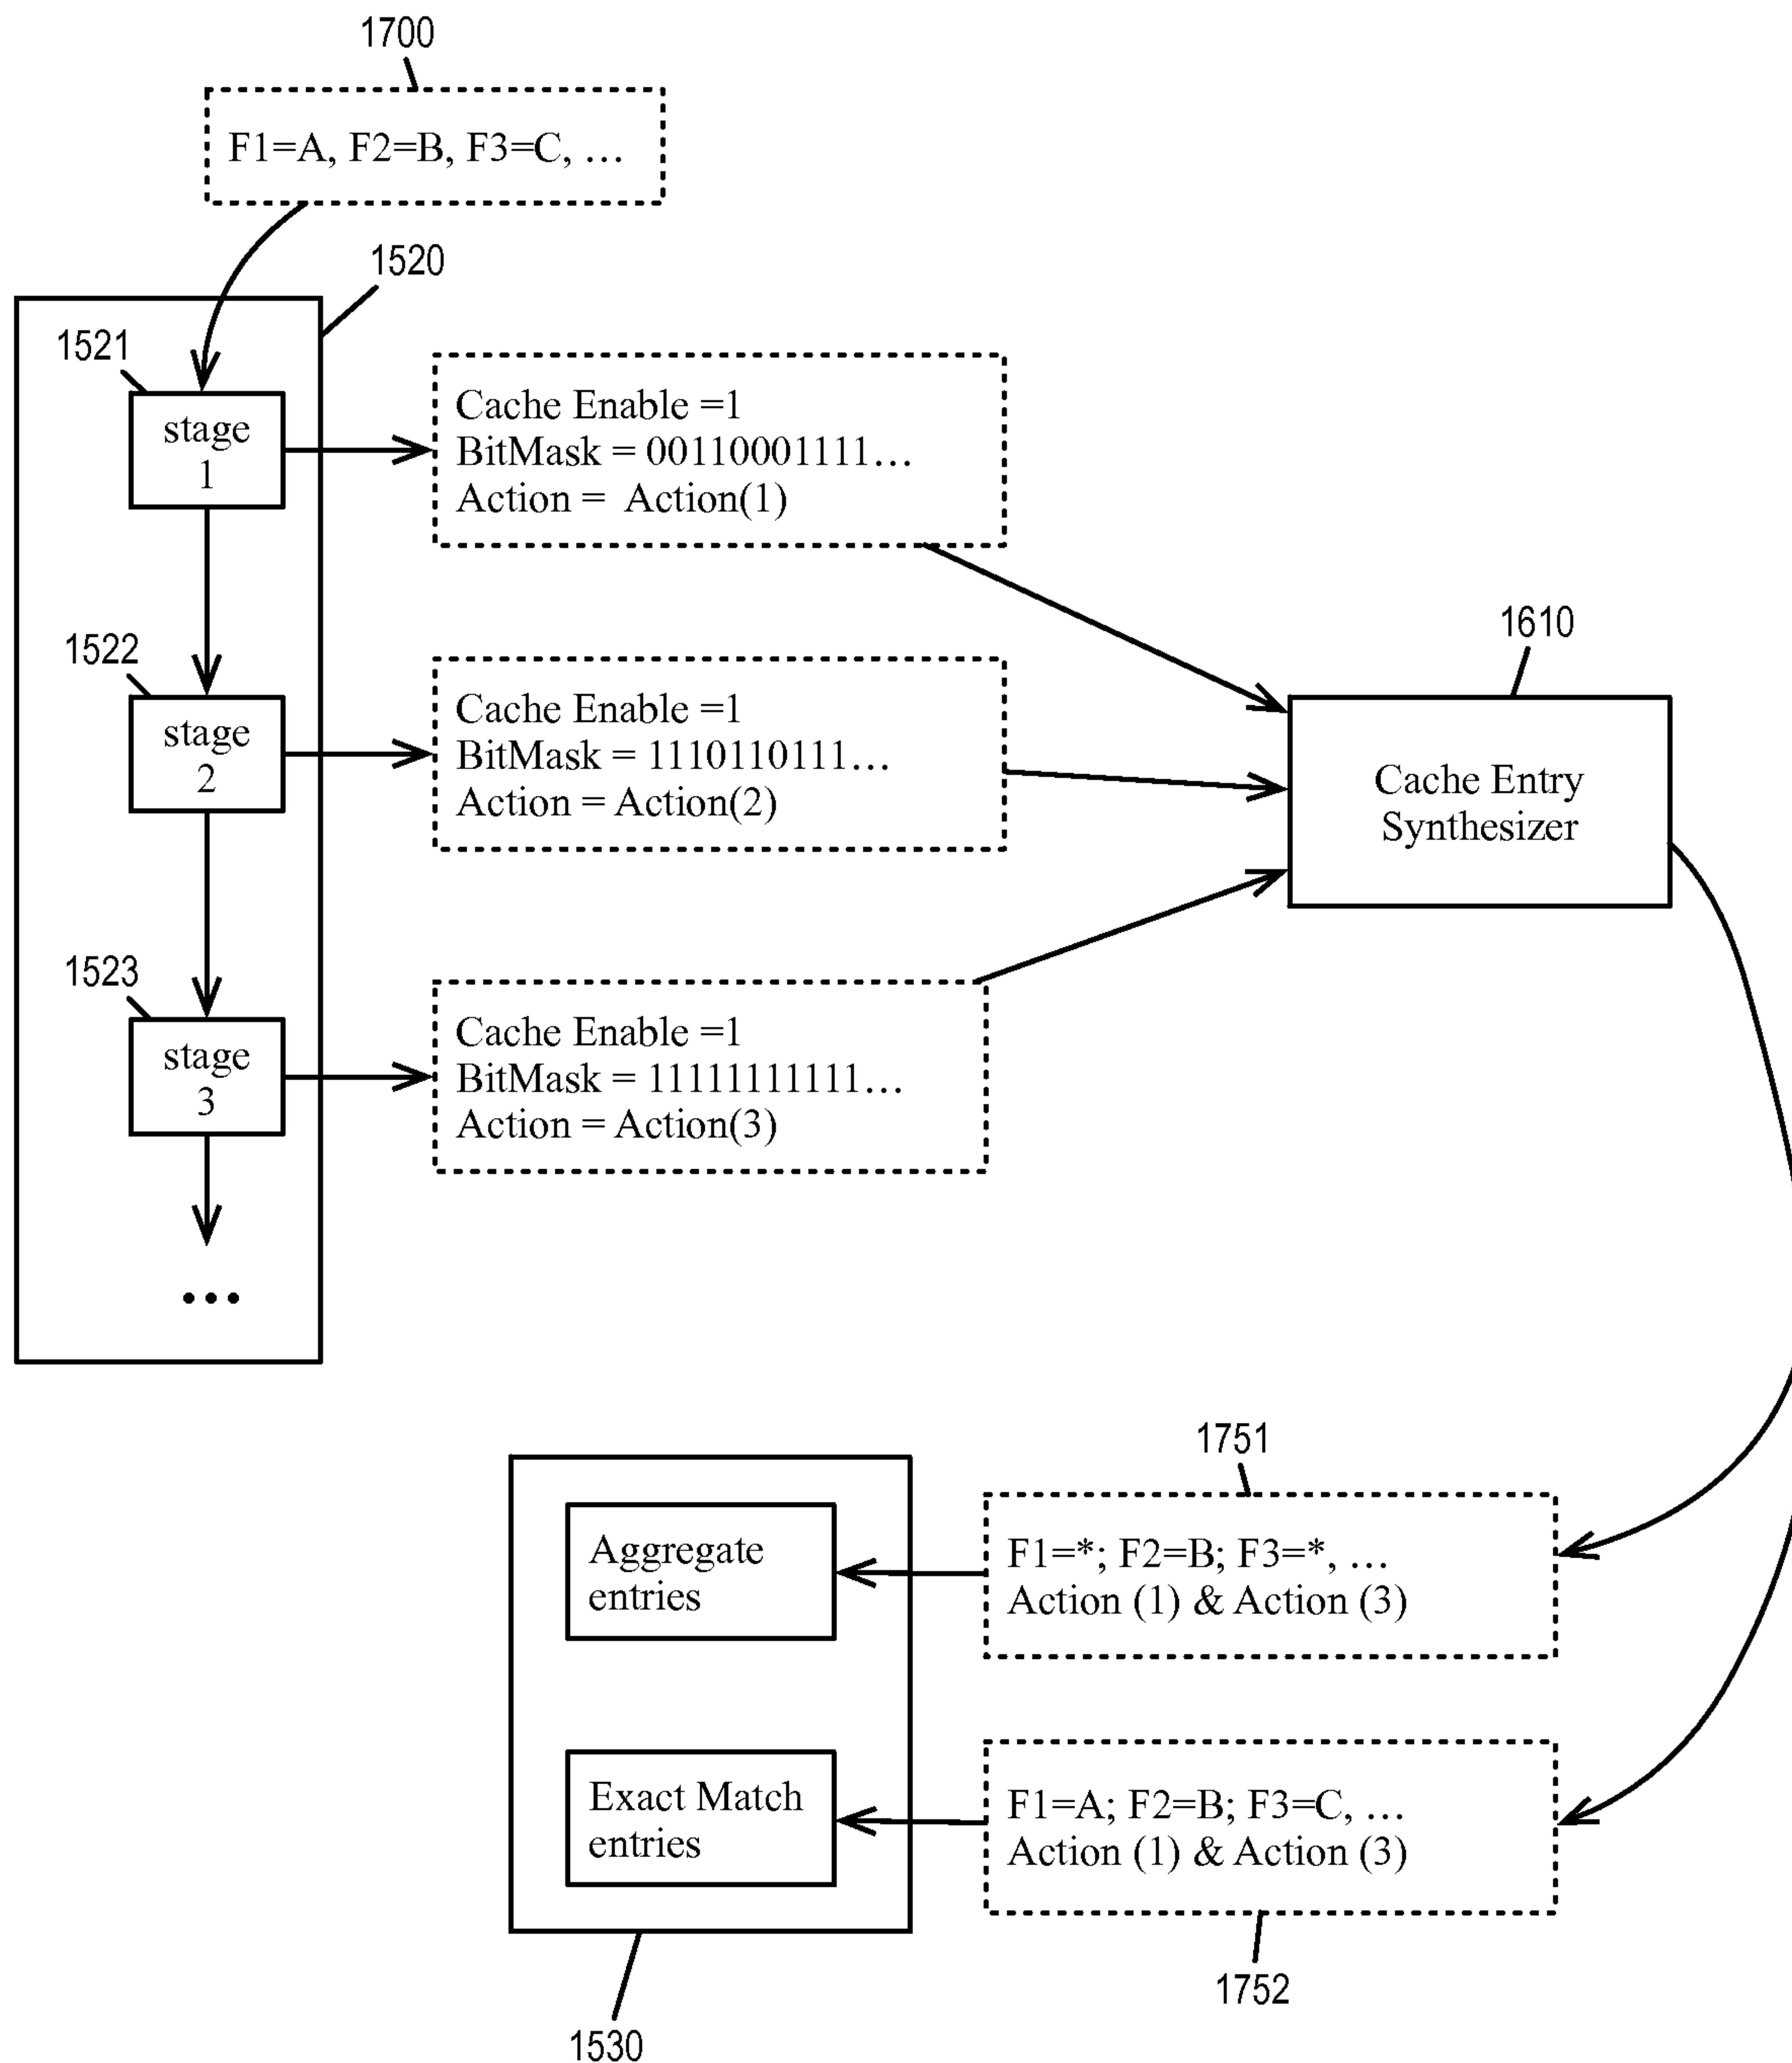 1700
F1=A, F2=B, F3=C, …
1520
1521
stage
1
Cache Enable =1
BitMask = 00110001111…
Action =  Action(1)
1522
stage
2
Cache Enable =1
BitMask = 1110110111…
Action = Action(2)
1610
Cache Entry
Synthesizer
1523
stage
3
Cache Enable =1
BitMask = 11111111111…
Action = Action(3)
•••
1751
Aggregate
entries
F1=*; F2=B; F3=*, …
Action (1) & Action (3)
Exact Match
entries
F1=A; F2=B; F3=C, …
Action (1) & Action (3)
1752
1530